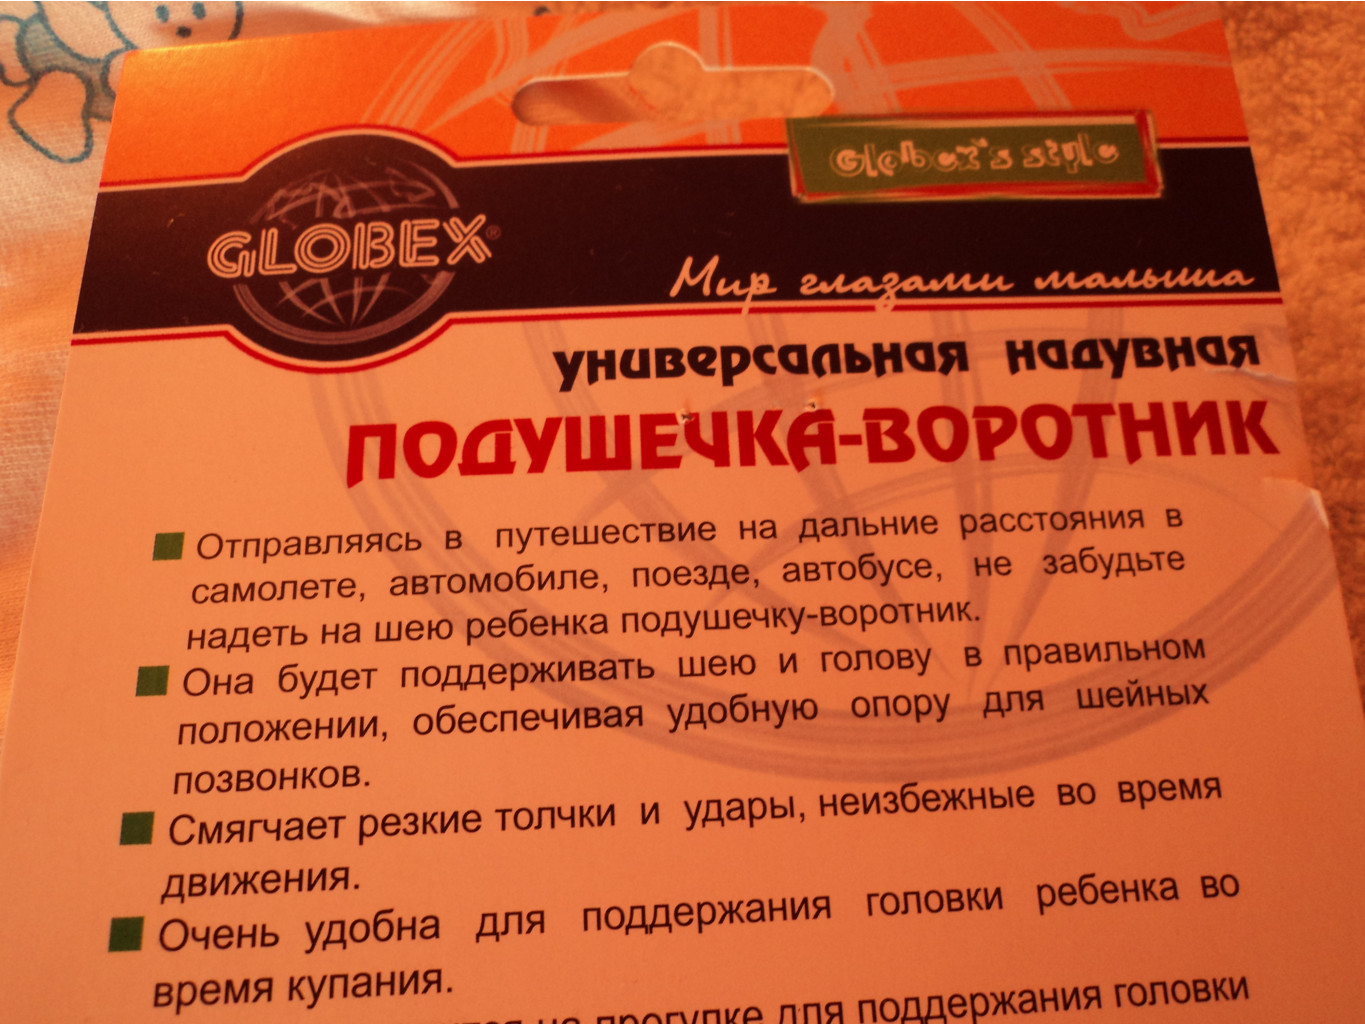 Globex's style
GLOBEX®
Мир глазами малыша
универсальная надувная
ПОДУШЕЧКА-ВОРОТНИК
Отправляясь в путешествие на дальние расстояния в
самолете, автомобиле, поезде, автобусе, не забудьте
надеть на шею ребенка подушечку-воротник.
Она будет поддерживать шею и голову в правильном
положении, обеспечивая удобную опору для шейных
позвонков.
Смягчает резкие толчки и удары, неизбежные во время
движения.
Очень удобна для поддержания головки ребенка во
время купания.
на прогулке для поддержания головки